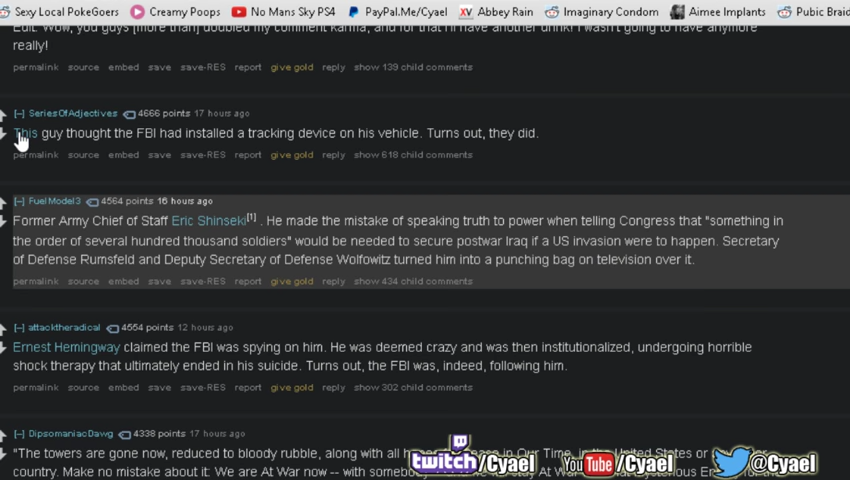 Sexy Local PokeGoers Creamy Poops No Mans Sky PS4 PayPal.Me/Cyael Abbey Rain Imaginary Condom Aimee Implants Pubic Braid
Edit: Wow, you guys [more than] doubled my comment karma, and for that I'll have another drink! I wasn't going to have anymore
really!
permalink source embed save save-RES report give gold reply show 139 child comments
[–] SeriesOfAdjectives 4666 points 17 hours ago
This guy thought the FBI had installed a tracking device on his vehicle. Turns out, they did.
permalink source embed save save-RES report give gold reply show 618 child comments
[–] FuelModel3 4564 points 16 hours ago
Former Army Chief of Staff Eric Shinseki[1] . He made the mistake of speaking truth to power when telling Congress that "something in
the order of several hundred thousand soldiers" would be needed to secure postwar Iraq if a US invasion were to happen. Secretary
of Defense Rumsfeld and Deputy Secretary of Defense Wolfowitz turned him into a punching bag on television over it.
permalink source embed save save-RES report give gold reply show 434 child comments
[–] attacktheradical 4554 points 12 hours ago
Ernest Hemingway claimed the FBI was spying on him. He was deemed crazy and was then institutionalized, undergoing horrible
shock therapy that ultimately ended in his suicide. Turns out, the FBI was, indeed, following him.
permalink source embed save save-RES report give gold reply show 302 child comments
[–] DipsomaniacDawg 4338 points 17 hours ago
"The towers are gone now, reduced to bloody rubble, along with all in Our Time, in the United States or
country. Make no mistake about it: We are At War now -- with somebody
twitch/Cyael YouTube/Cyael @Cyael